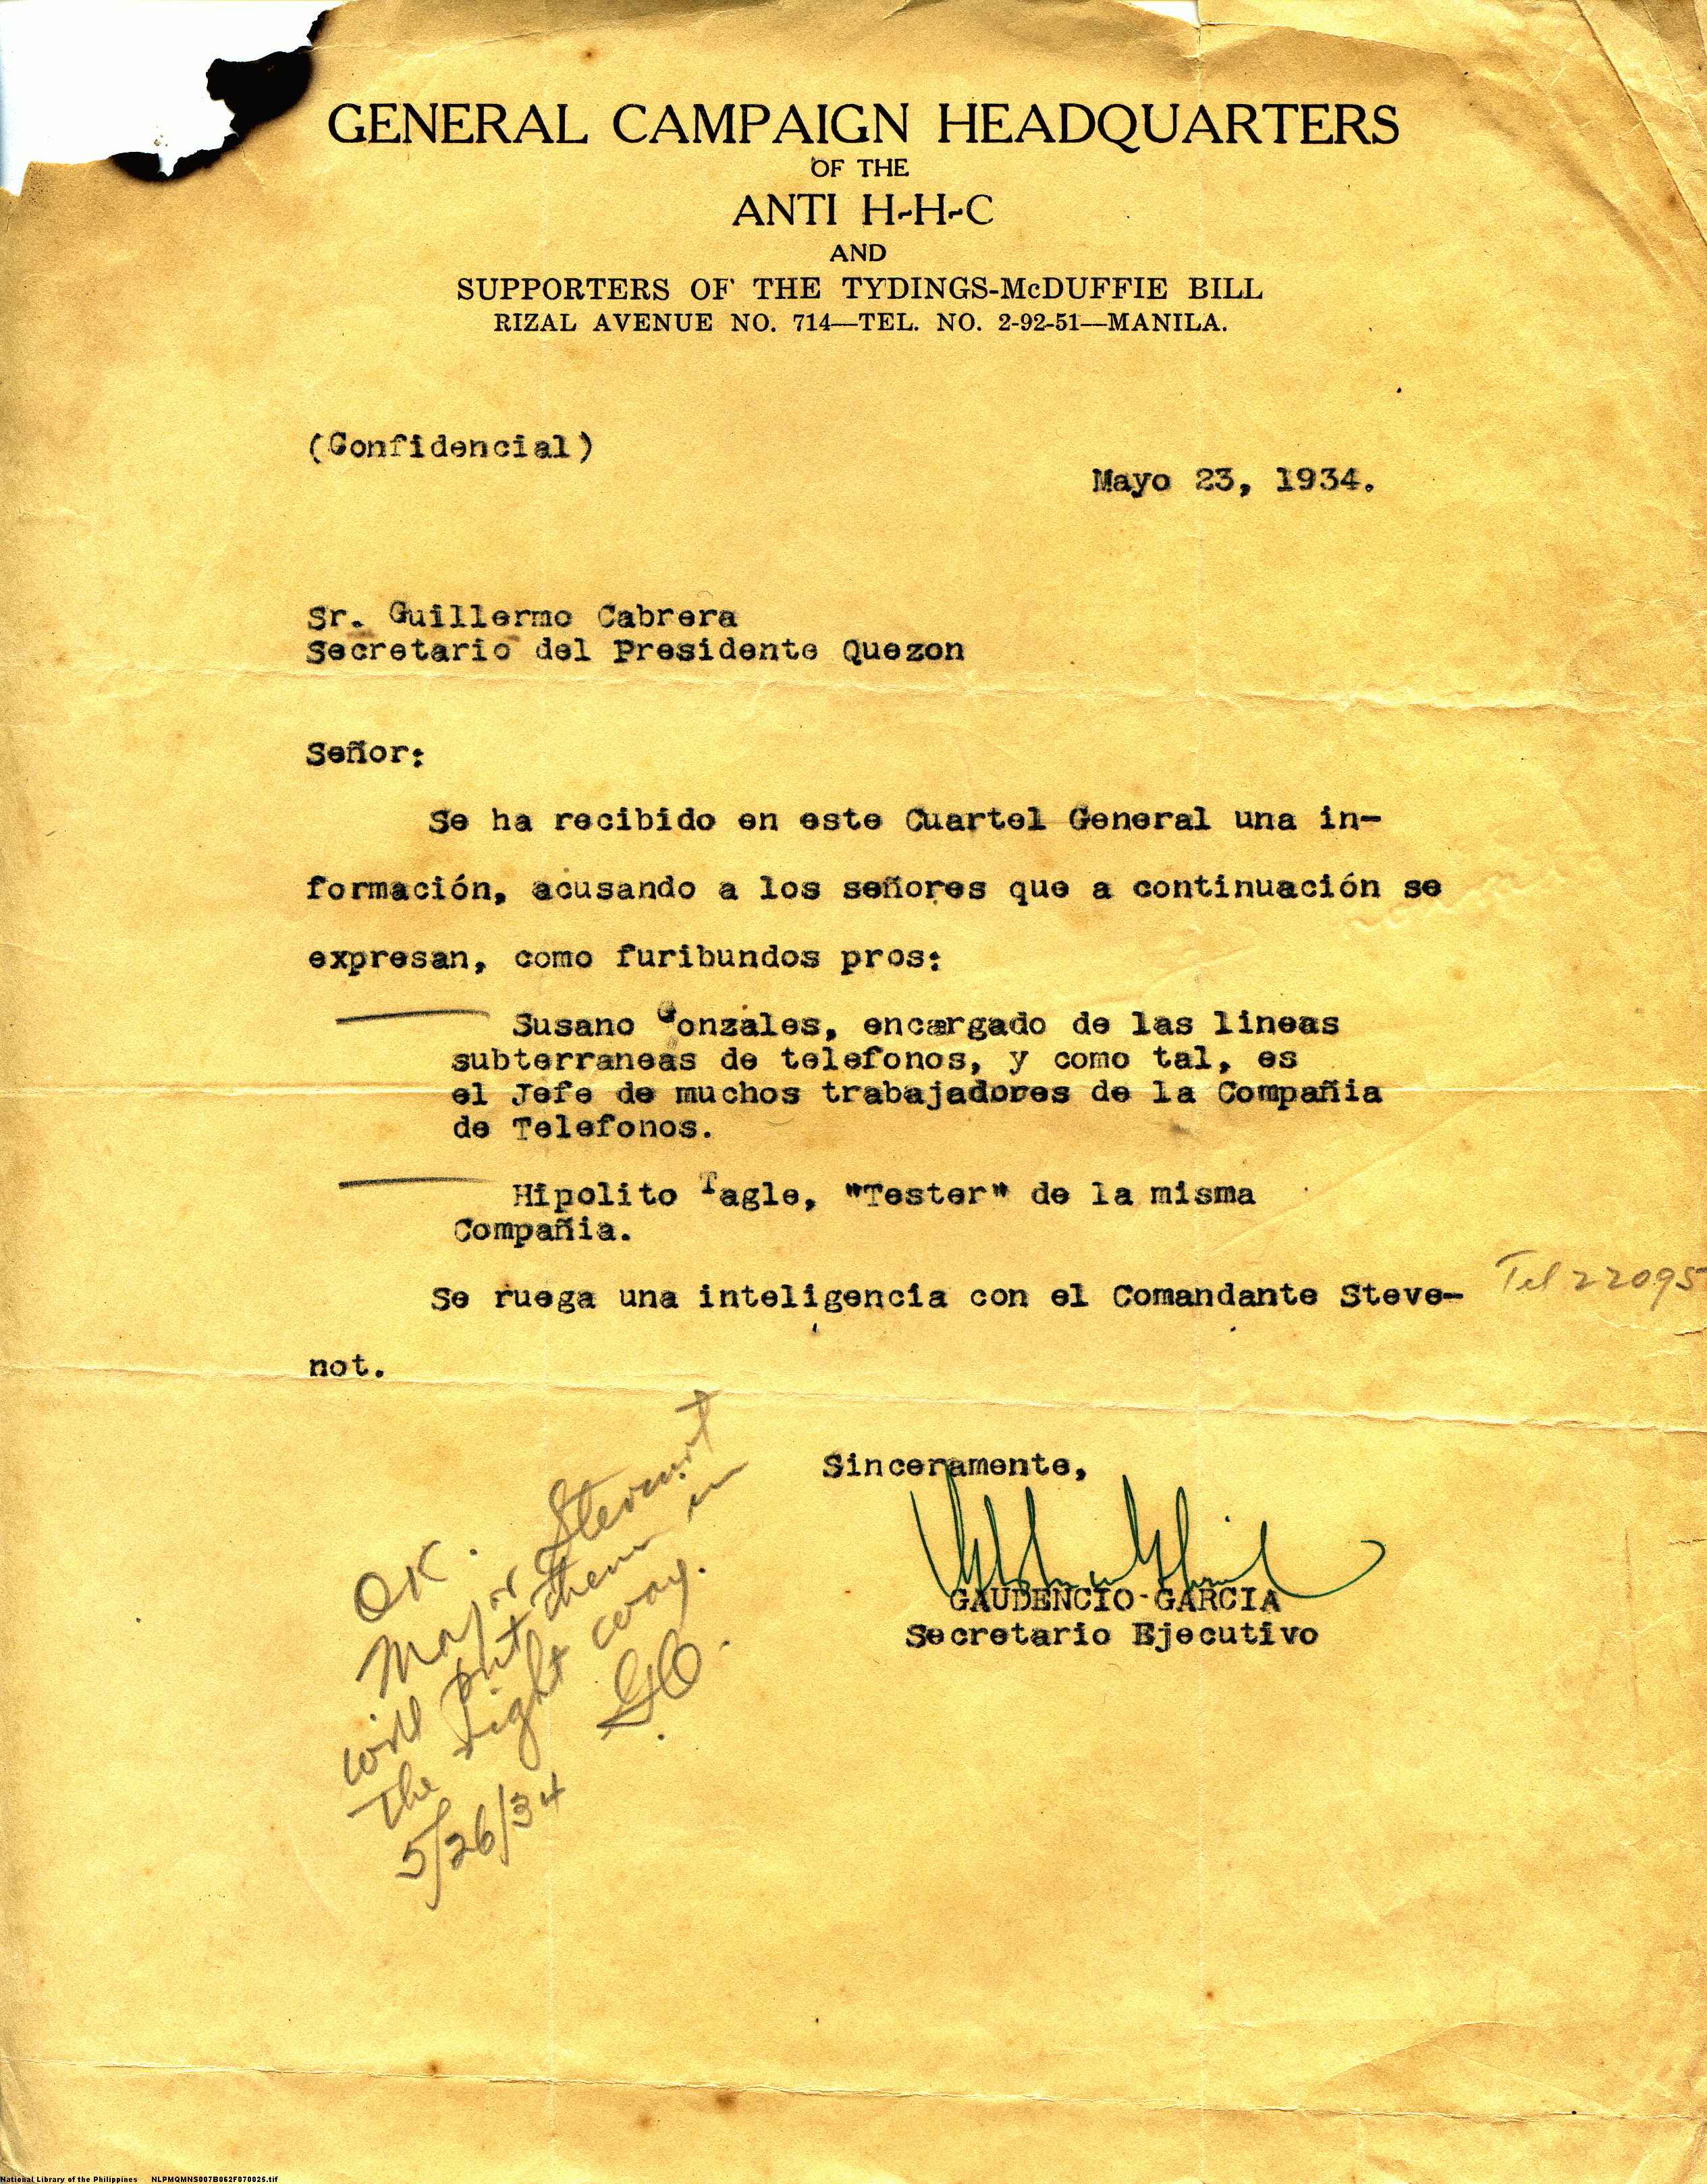 GENERAL CAMPAIGN HEADQUARTERS
OF THE
ANTI H-H-C
AND
SUPPORTERS OF THE TYDINGS-McDUFFIE BILL
RIZAL AVENUE NO. 714—TEL. NO. 2-92-51—MANILA.
(Confidencial)
Mayo 23, 1934.
Sr. Guillermo Cabrera
Secretario del Presidente Quezon
Señor:
Se ha recibido en este Cuartel General una in-
formación, acusando a los señores que a continuación se
expresan, como furibundos pros:
Susano Gonzales, encargado de las lineas
subterraneas de telefonos, y como tal, es
el Jefe de muchos trabajadores de la Compañia
de Telefonos.
Hipolito Tagle, "Tester" de la misma
Compañia.
Se ruega una inteligencia con el Comandante Steve-
Tel 22095
not.
Sinceramente,
GAUDENCIO GARCIA
Secretario Ejecutivo
OK.
Major Stevenot
will put them in
the right way.
GC.
5/26/34
National Library of the Philippines NLPMQMNS007B062F070025.tif